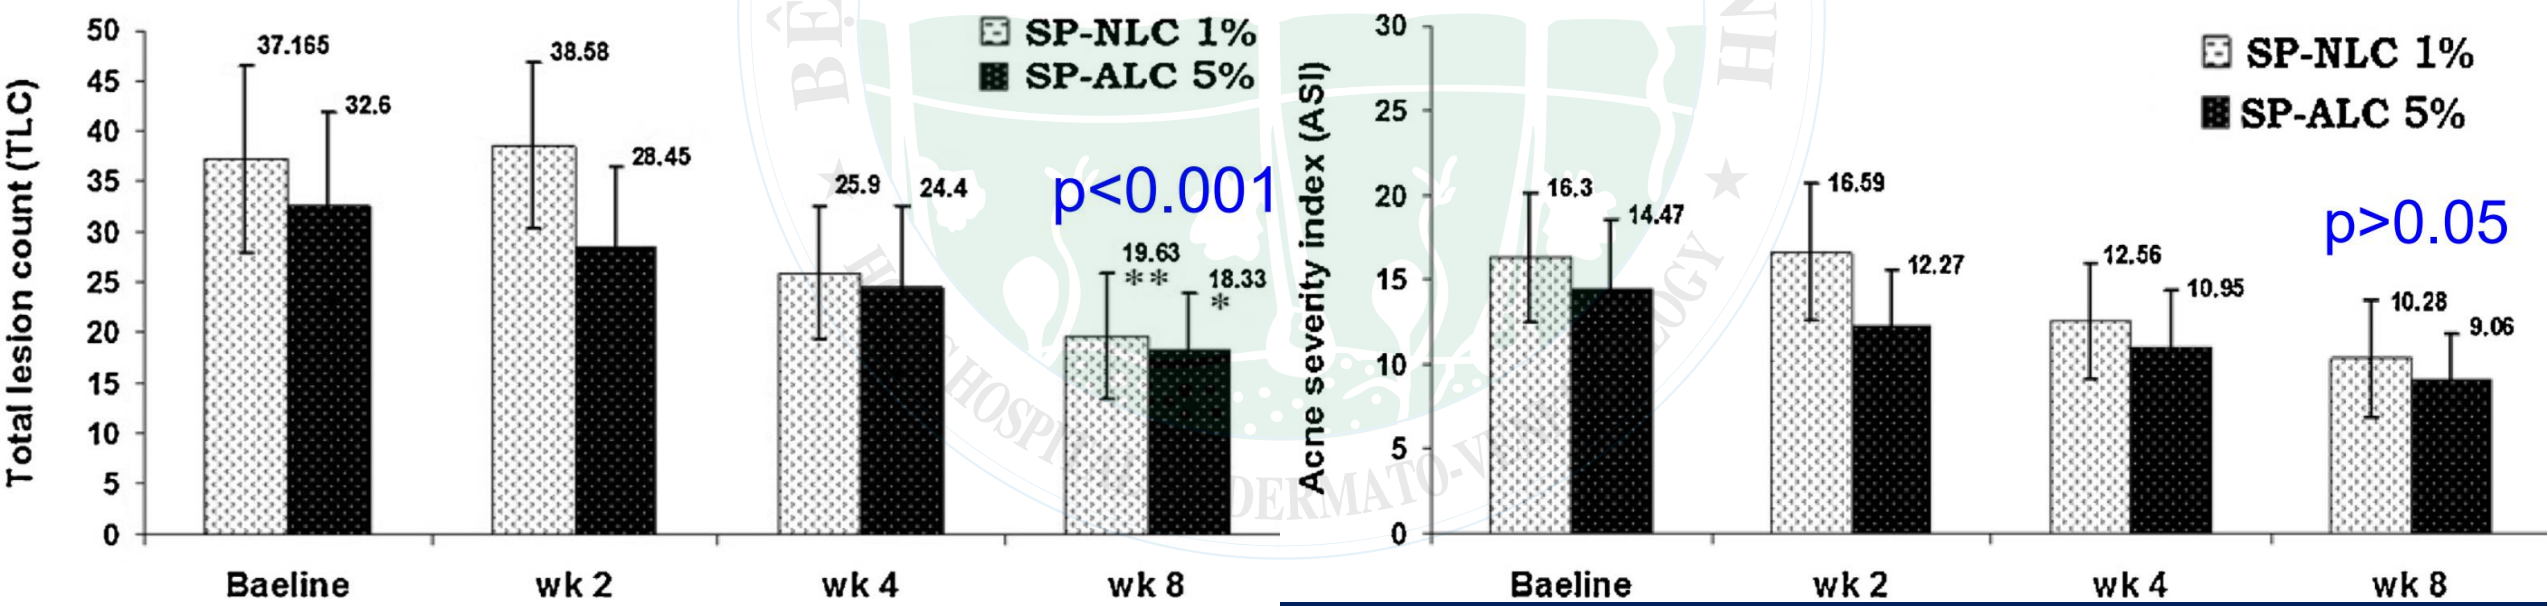 Total lesion count (TLC)
50
45
40
35
30
25
20
15
10
5
0
37.165
32.6
38.58
28.45
25.9
24.4
19.63
**
18.33
*
SP-NLC 1%
SP-ALC 5%
p<0.001
Baeline
wk 2
wk 4
wk 8
Acne severity index (ASI)
30
25
20
15
10
5
0
16.3
14.47
16.59
12.27
12.56
10.95
10.28
9.06
SP-NLC 1%
SP-ALC 5%
p>0.05
Baeline
wk 2
wk 4
wk 8